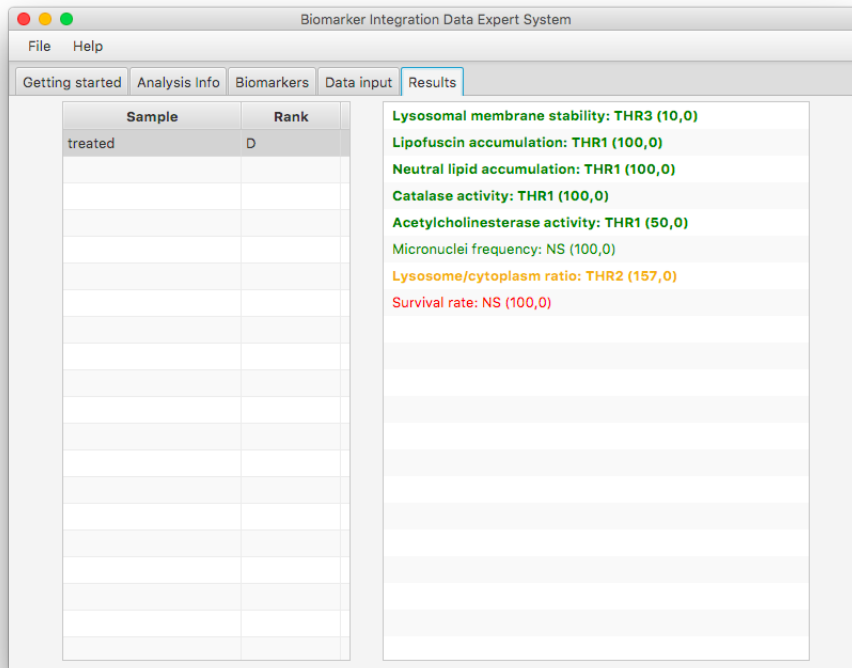 Biomarker Integration Data Expert System
File Help
Getting started Analysis Info Biomarkers Data input Results
Sample Rank
treated D
Lysosomal membrane stability: THR3 (10,0)
Lipofuscin accumulation: THR1 (100,0)
Neutral lipid accumulation: THR1 (100,0)
Catalase activity: THR1 (100,0)
Acetylcholinesterase activity: THR1 (50,0)
Micronuclei frequency: NS (100,0)
Lysosome/cytoplasm ratio: THR2 (157,0)
Survival rate: NS (100,0)